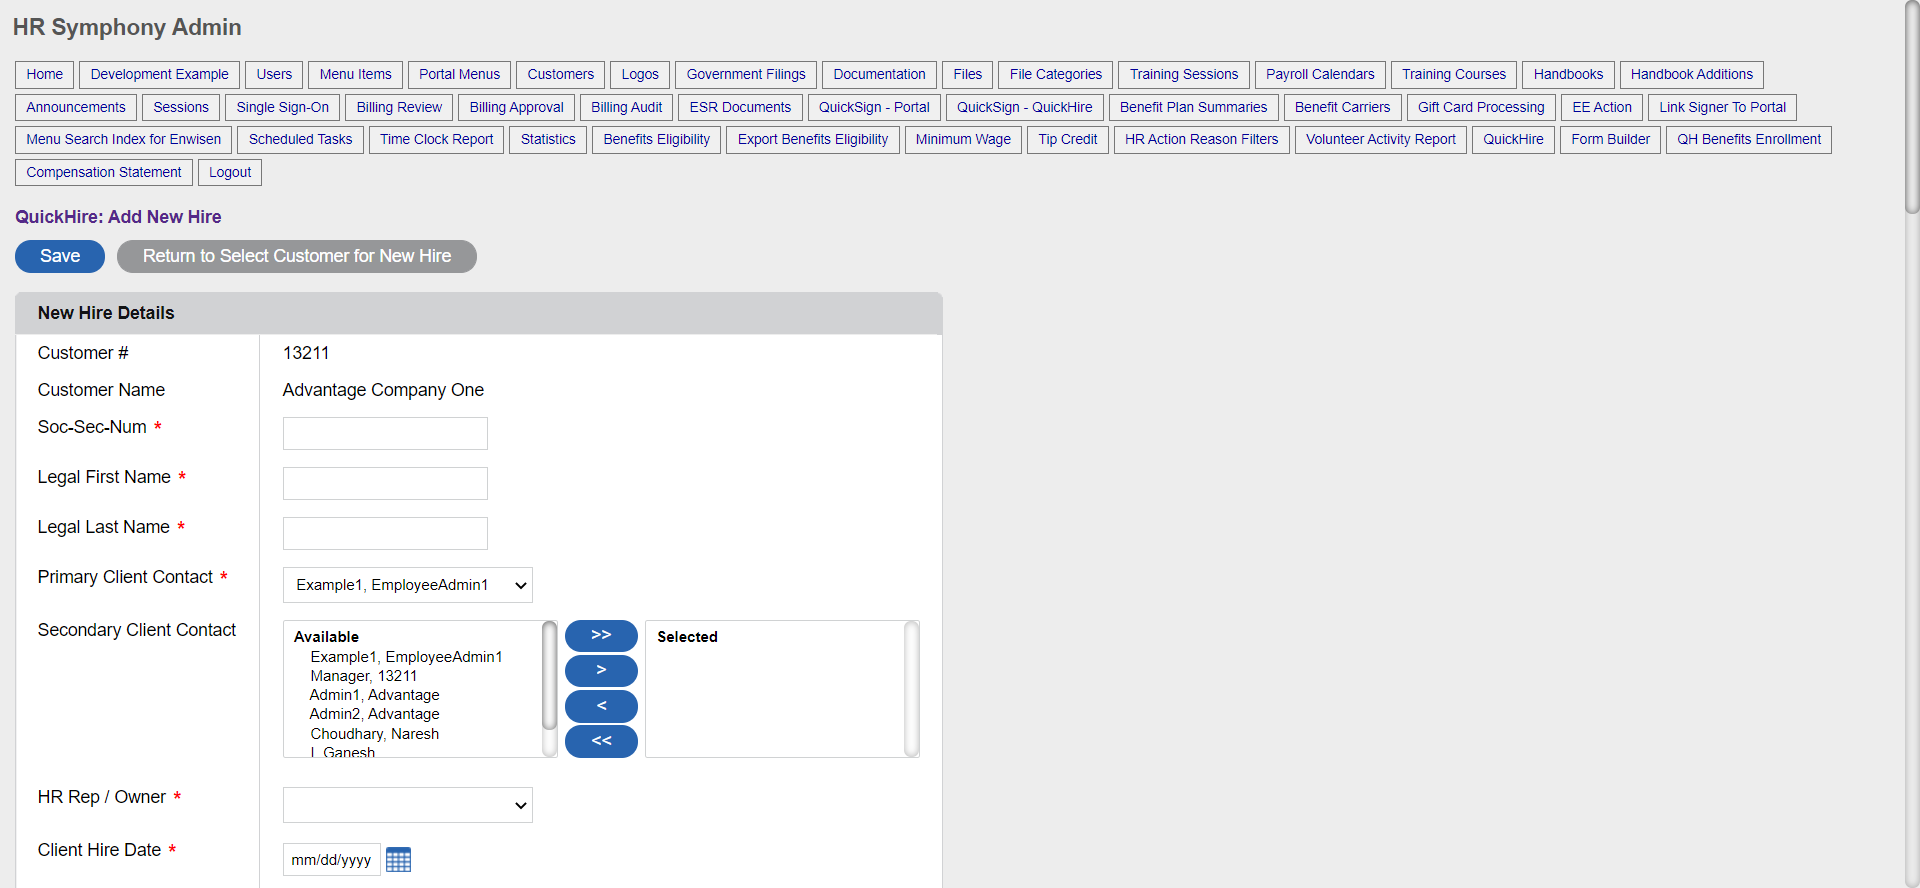 HR Symphony Admin
Home Development Example Users Menu Items Portal Menus Customers Logos Government Filings Documentation Files File Categories Training Sessions Payroll Calendars Training Courses Handbooks Handbook Additions
Announcements Sessions Single Sign-On Billing Review Billing Approval Billing Audit ESR Documents QuickSign - Portal QuickSign - QuickHire Benefit Plan Summaries Benefit Carriers Gift Card Processing EE Action Link Signer To Portal
Menu Search Index for Enwisen Scheduled Tasks Time Clock Report Statistics Benefits Eligibility Export Benefits Eligibility Minimum Wage Tip Credit HR Action Reason Filters Volunteer Activity Report QuickHire Form Builder QH Benefits Enrollment
Compensation Statement Logout
QuickHire: Add New Hire
Save Return to Select Customer for New Hire
New Hire Details
Customer # 13211
Customer Name Advantage Company One
Soc-Sec-Num *
Legal First Name *
Legal Last Name *
Primary Client Contact * Example1, EmployeeAdmin1
Secondary Client Contact
Available
Example1, EmployeeAdmin1
Manager, 13211
Admin1, Advantage
Admin2, Advantage
Choudhary, Naresh
Ganesh
>>
>
<
<<
Selected
HR Rep / Owner *
Client Hire Date * mm/dd/yyyy